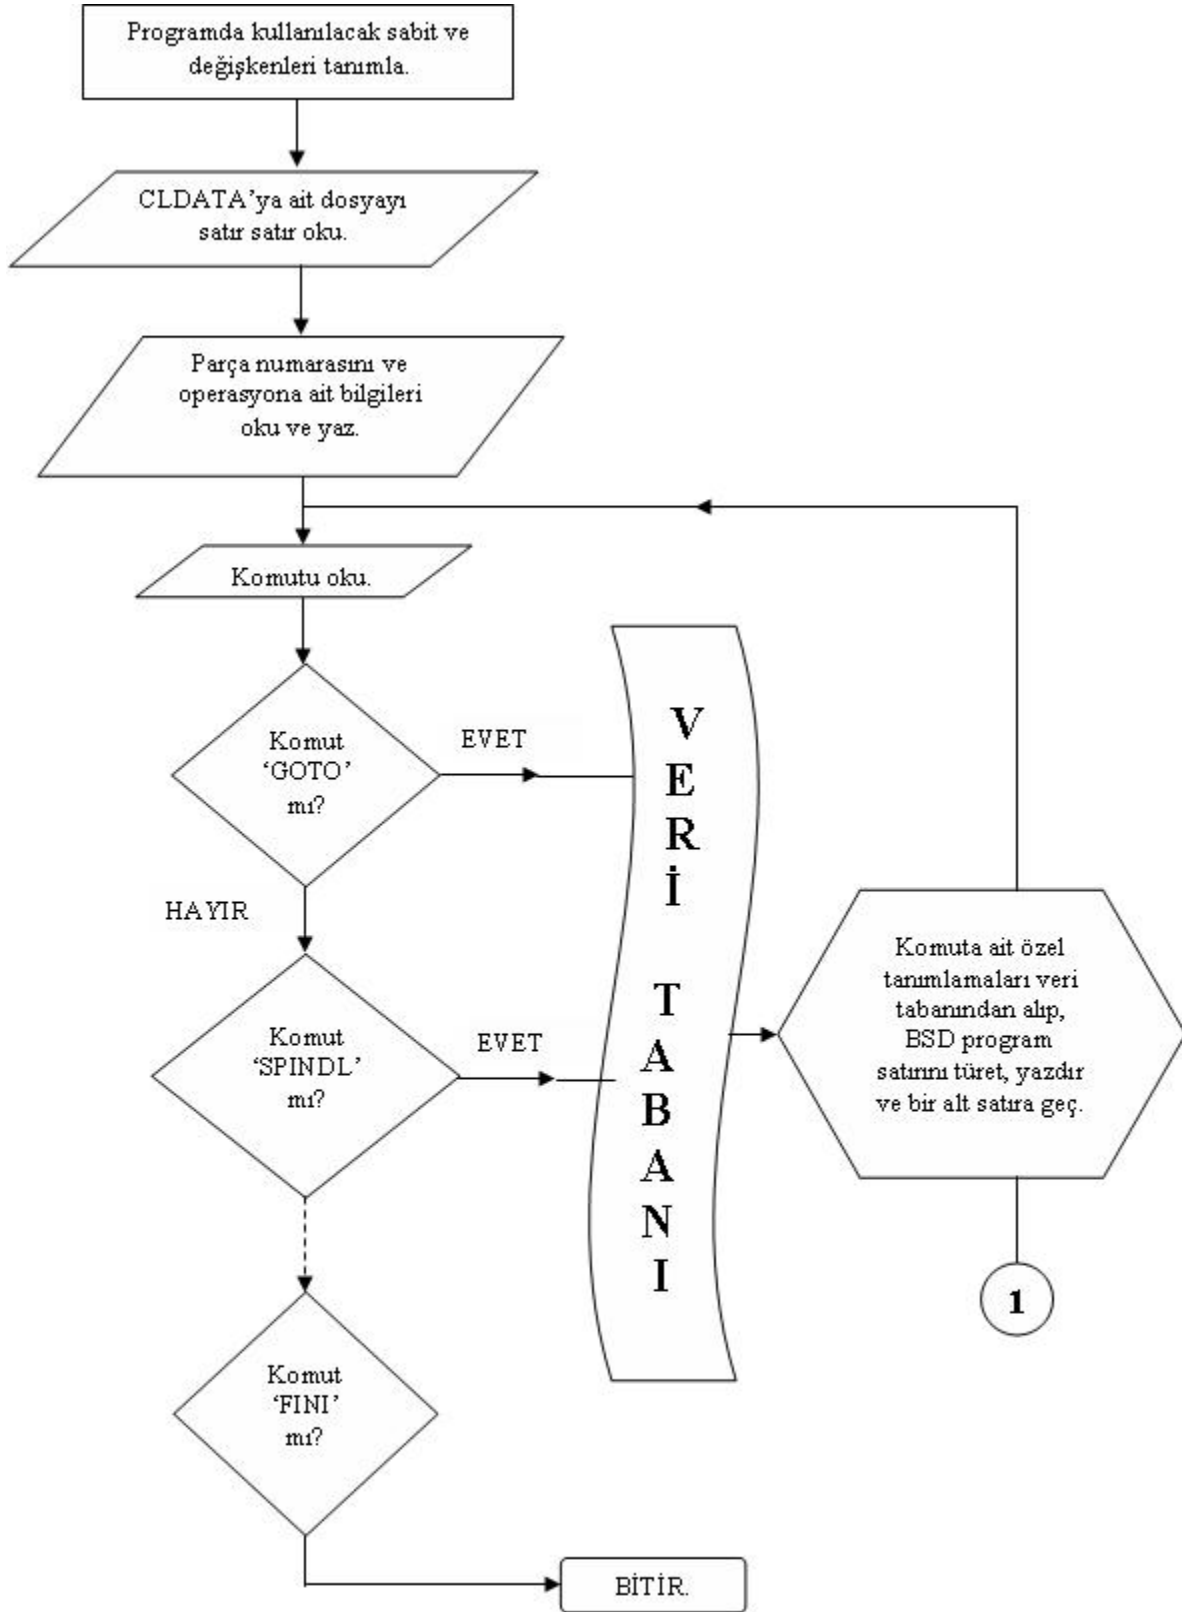 Programda kullanılacak sabit ve
değişkenleri tanımla.
CLDATA’ya ait dosyayı
satır satır oku.
Parça numarasını ve
operasyona ait bilgileri
oku ve yaz.
Komutu oku.
Komut
‘GOTO’
mı?
EVET
HAYIR
Komut
‘SPINDL’
mı?
EVET
Komut
‘FINI’
mı?
BİTİR.
VERİ TABANI
Komuta ait özel
tanımlamaları veri
tabanından alıp,
BSD program
satırını türet, yazdır
ve bir alt satıra geç.
1